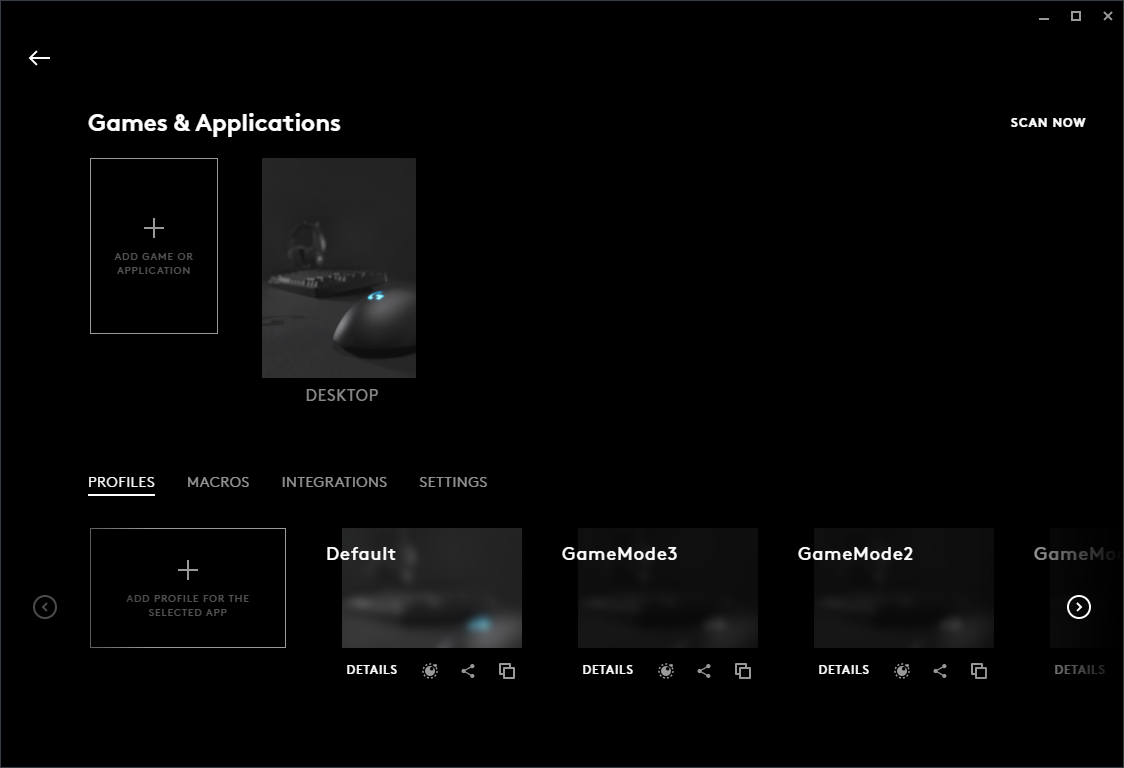 Games & Applications
SCAN NOW
ADD GAME OR
APPLICATION
DESKTOP
PROFILES
MACROS
INTEGRATIONS
SETTINGS
ADD PROFILE FOR THE
SELECTED APP
Default
GameMode3
GameMode2
GameMo
DETAILS
DETAILS
DETAILS
DETAILS